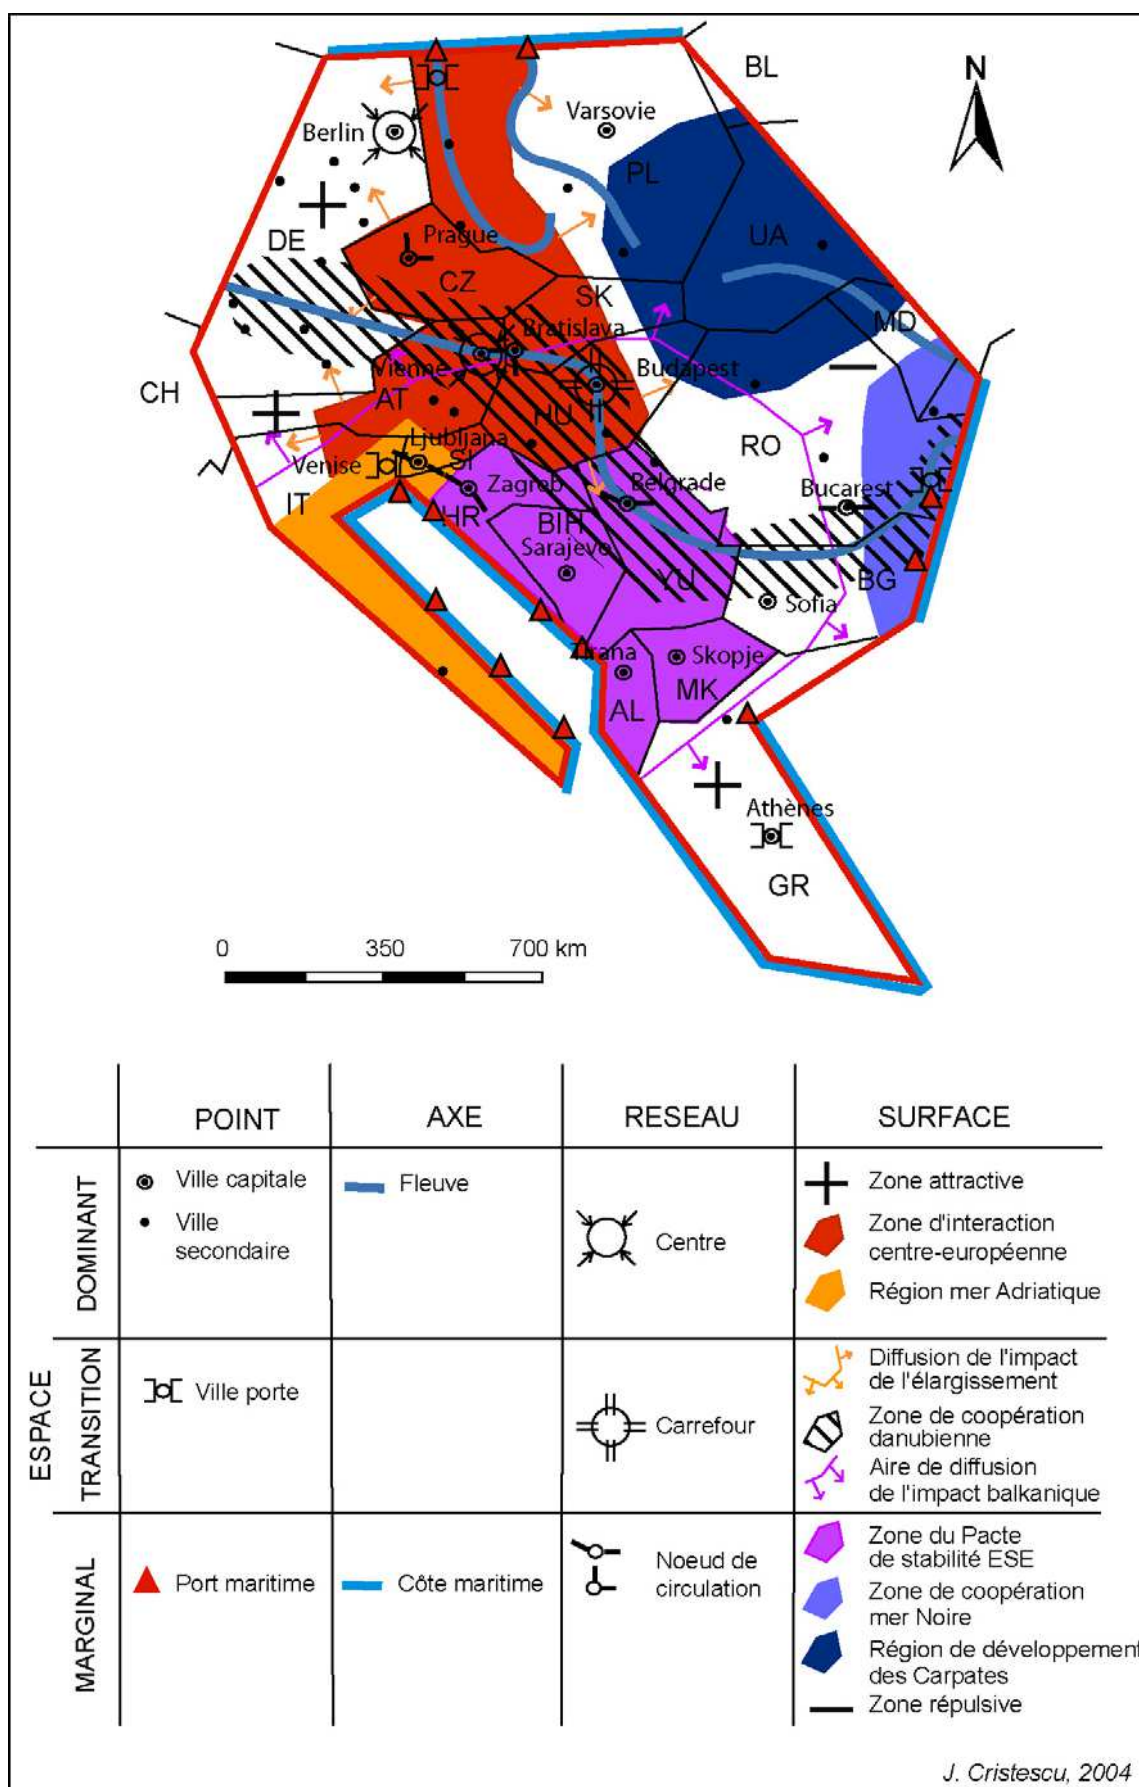 BL
N
Varsovie
Berlin
PL
UA
DE
Prague
CZ
SK
MD
Bratislava
Vienne
Budapest
CH
AT
HU
RO
Ljubljana
SI
Venise
Zagreb
Belgrade
Bucarest
IT
HR
BIH
Sarajevo
YU
BG
Sofia
Tirana
Skopje
MK
AL
Athènes
GR
0 350 700 km
POINT AXE RESEAU SURFACE
ESPACE
DOMINANT
Ville capitale
Ville
secondaire
Fleuve
Centre
Zone attractive
Zone d'interaction
centre-européenne
Région mer Adriatique
TRANSITION
Ville porte
Carrefour
Diffusion de l'impact
de l'élargissement
Zone de coopération
danubienne
Aire de diffusion
de l'impact balkanique
MARGINAL
Port maritime
Côte maritime
Noeud de
circulation
Zone du Pacte
de stabilité ESE
Zone de coopération
mer Noire
Région de développement
des Carpates
Zone répulsive
J. Cristescu, 2004